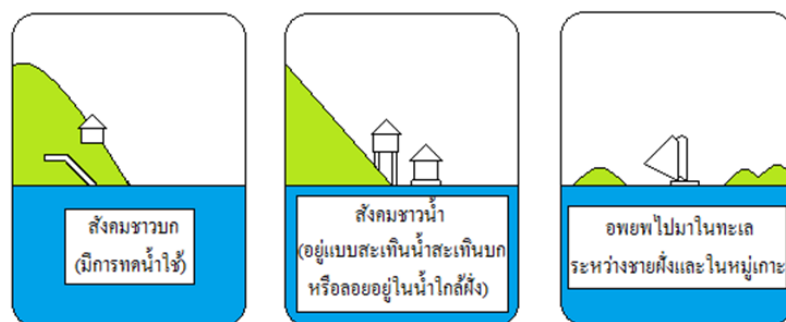 สังคมชาวบก
(มีการทดน้ำใช้)
สังคมชาวน้ำ
(อยู่แบบสะเทินน้ำสะเทินบก
หรือลอยอยู่ในน้ำใกล้ฝั่ง)
อพยพไปมาในทะเล
ระหว่างชายฝั่งและในหมู่เกาะ